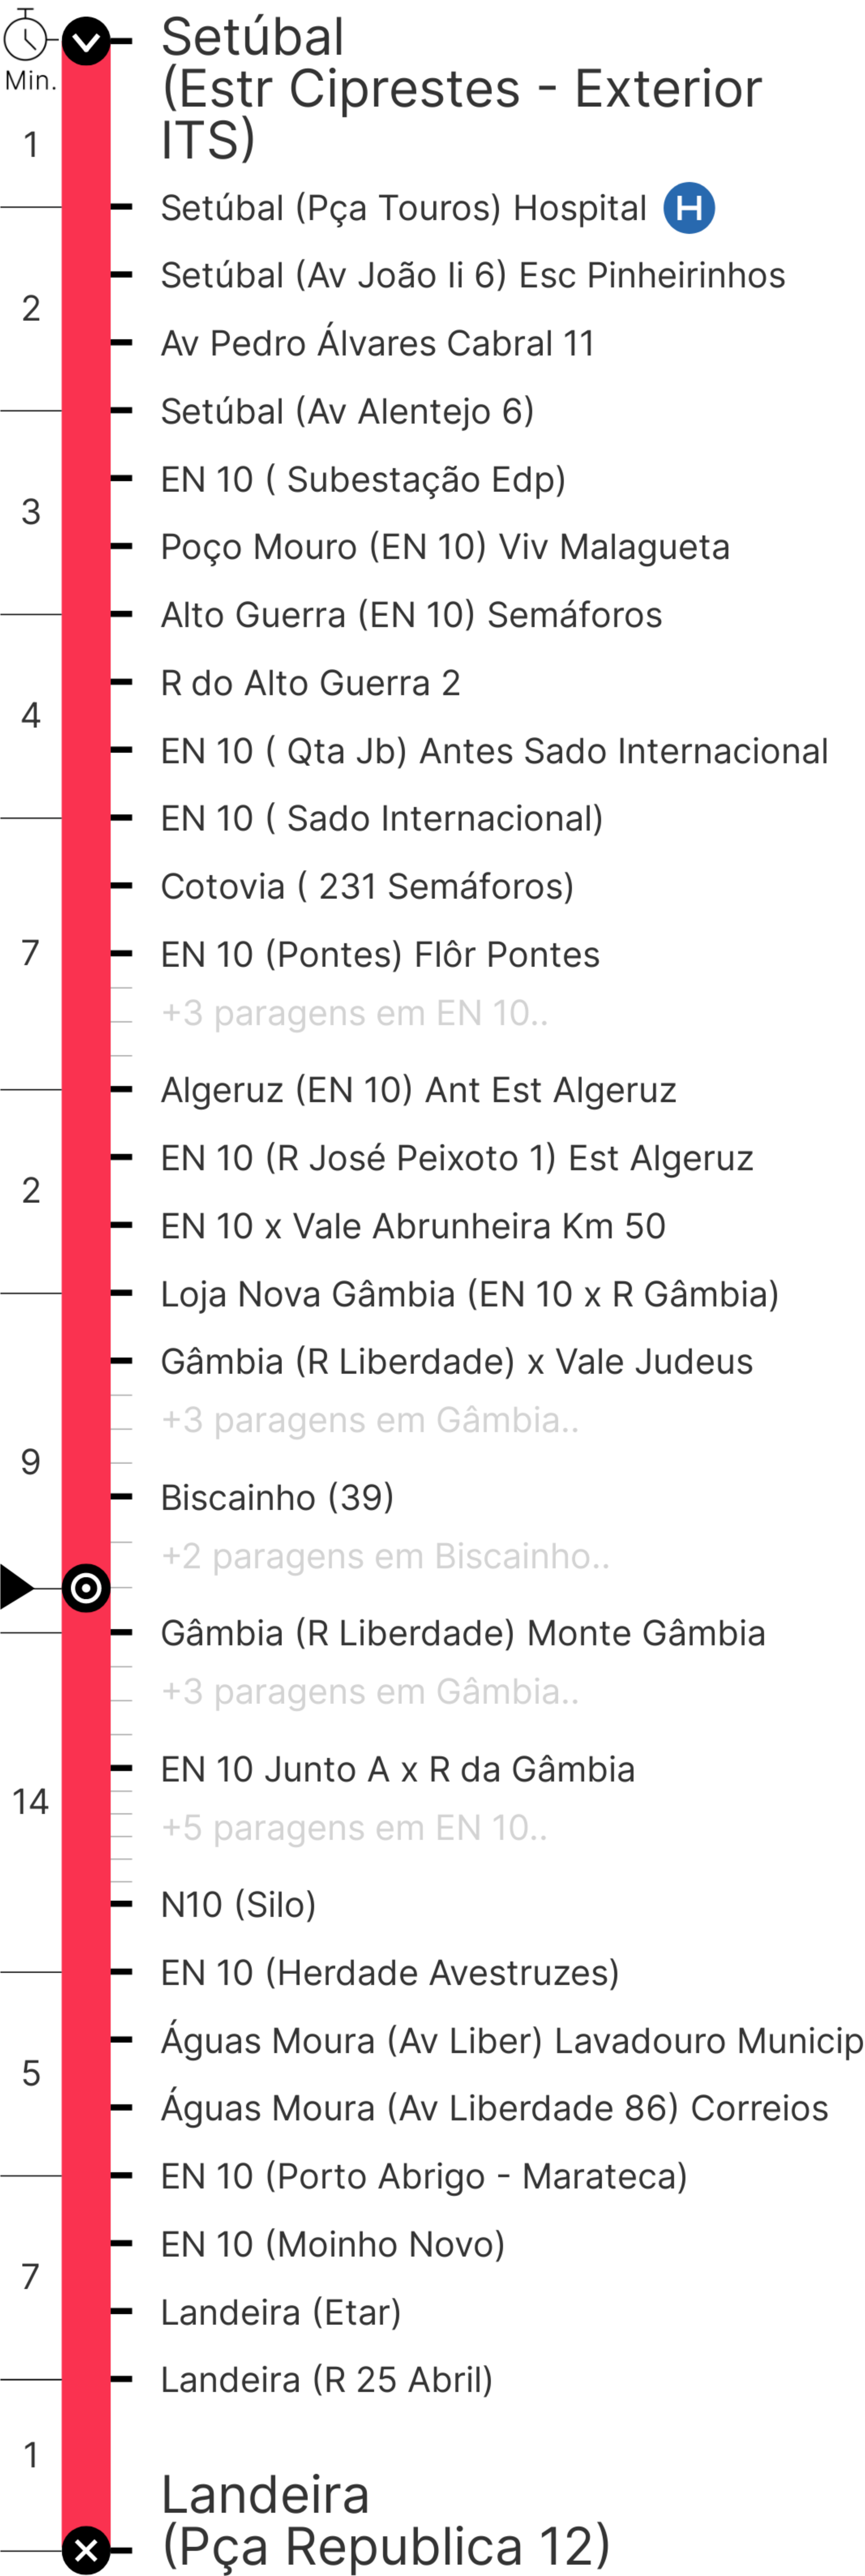 Setúbal
(Estr Ciprestes - Exterior
ITS)
Min.
1
Setúbal (Pça Touros) Hospital H
Setúbal (Av João Ii 6) Esc Pinheirinhos
2
Av Pedro Álvares Cabral 11
Setúbal (Av Alentejo 6)
EN 10 ( Subestação Edp)
3
Poço Mouro (EN 10) Viv Malagueta
Alto Guerra (EN 10) Semáforos
R do Alto Guerra 2
4
EN 10 ( Qta Jb) Antes Sado Internacional
EN 10 ( Sado Internacional)
Cotovia ( 231 Semáforos)
7
EN 10 (Pontes) Flôr Pontes
+3 paragens em EN 10..
Algeruz (EN 10) Ant Est Algeruz
EN 10 (R José Peixoto 1) Est Algeruz
2
EN 10 x Vale Abrunheira Km 50
Loja Nova Gâmbia (EN 10 x R Gâmbia)
Gâmbia (R Liberdade) x Vale Judeus
+3 paragens em Gâmbia..
9
Biscainho (39)
+2 paragens em Biscainho..
Gâmbia (R Liberdade) Monte Gâmbia
+3 paragens em Gâmbia..
EN 10 Junto A x R da Gâmbia
14
+5 paragens em EN 10..
N10 (Silo)
EN 10 (Herdade Avestruzes)
Águas Moura (Av Liber) Lavadouro Municip
5
Águas Moura (Av Liberdade 86) Correios
EN 10 (Porto Abrigo - Marateca)
EN 10 (Moinho Novo)
7
Landeira (Etar)
Landeira (R 25 Abril)
1
Landeira
(Pça Republica 12)